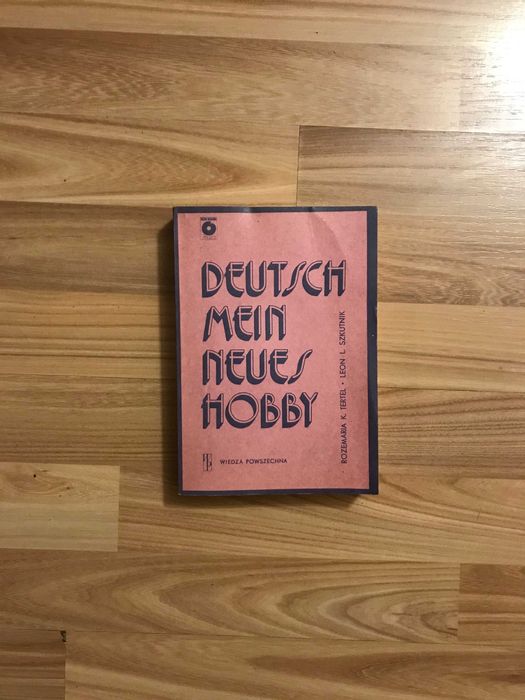 DEUTSCH
MEIN
NEUES
HOBBY
ROZEMARIA K. TERTEL • LEON L. SZKUTNIK
WIEDZA POWSZECHNA